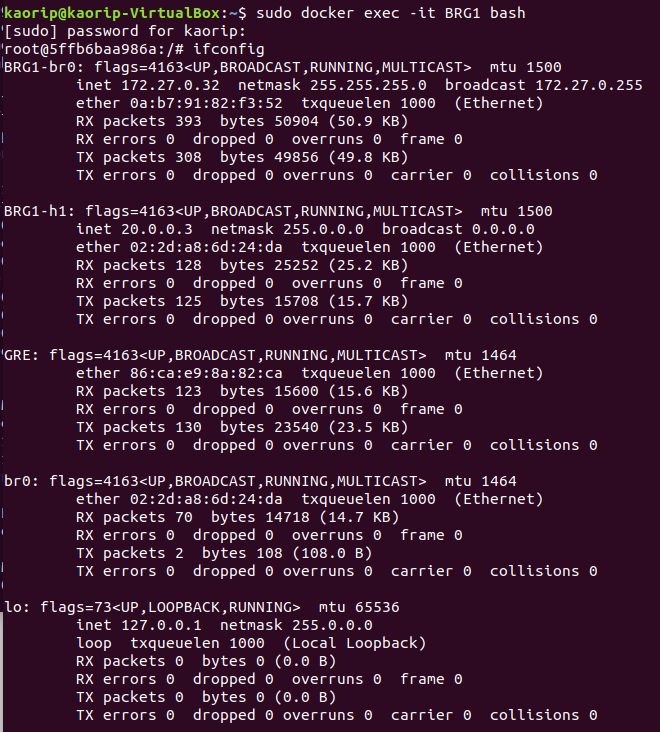 kaorip@kaorip-VirtualBox:~$ sudo docker exec -it BRG1 bash
[sudo] password for kaorip:
root@5ffb6baa986a:/# ifconfig
BRG1-br0: flags=4163<UP,BROADCAST,RUNNING,MULTICAST>  mtu 1500
        inet 172.27.0.32  netmask 255.255.255.0  broadcast 172.27.0.255
        ether 0a:b7:91:82:f3:52  txqueuelen 1000  (Ethernet)
        RX packets 393  bytes 50904 (50.9 KB)
        RX errors 0  dropped 0  overruns 0  frame 0
        TX packets 308  bytes 49856 (49.8 KB)
        TX errors 0  dropped 0 overruns 0  carrier 0  collisions 0

BRG1-h1: flags=4163<UP,BROADCAST,RUNNING,MULTICAST>  mtu 1500
        inet 20.0.0.3  netmask 255.0.0.0  broadcast 0.0.0.0
        ether 02:2d:a8:6d:24:da  txqueuelen 1000  (Ethernet)
        RX packets 128  bytes 25252 (25.2 KB)
        RX errors 0  dropped 0  overruns 0  frame 0
        TX packets 125  bytes 15708 (15.7 KB)
        TX errors 0  dropped 0 overruns 0  carrier 0  collisions 0

GRE: flags=4163<UP,BROADCAST,RUNNING,MULTICAST>  mtu 1464
        ether 86:ca:e9:8a:82:ca  txqueuelen 1000  (Ethernet)
        RX packets 123  bytes 15600 (15.6 KB)
        RX errors 0  dropped 0  overruns 0  frame 0
        TX packets 130  bytes 23540 (23.5 KB)
        TX errors 0  dropped 0 overruns 0  carrier 0  collisions 0

br0: flags=4163<UP,BROADCAST,RUNNING,MULTICAST>  mtu 1464
        ether 02:2d:a8:6d:24:da  txqueuelen 1000  (Ethernet)
        RX packets 70  bytes 14718 (14.7 KB)
        RX errors 0  dropped 0  overruns 0  frame 0
        TX packets 2  bytes 108 (108.0 B)
        TX errors 0  dropped 0 overruns 0  carrier 0  collisions 0

lo: flags=73<UP,LOOPBACK,RUNNING>  mtu 65536
        inet 127.0.0.1  netmask 255.0.0.0
        loop  txqueuelen 1000  (Local Loopback)
        RX packets 0  bytes 0 (0.0 B)
        RX errors 0  dropped 0  overruns 0  frame 0
        TX packets 0  bytes 0 (0.0 B)
        TX errors 0  dropped 0 overruns 0  carrier 0  collisions 0